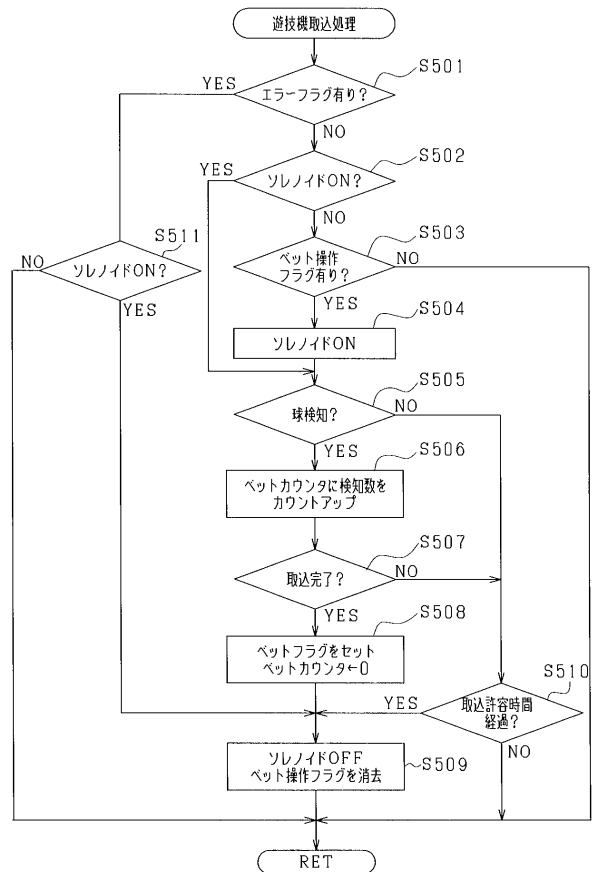 遊技機取込処理
S501
エラーフラグ有り?
YES
NO
S502
ソレノイドON?
YES
NO
S511
ソレノイドON?
NO
YES
S503
ベット操作
フラグ有り?
NO
YES
S504
ソレノイドON
S505
球検知?
NO
YES
S506
ベットカウンタに検知数を
カウントアップ
S507
取込完了?
NO
YES
S508
ベットフラグをセット
ベットカウンタ←0
S510
取込許容時間
経過?
YES
NO
ソレノイドOFF
ベット操作フラグを消去
S509
RET